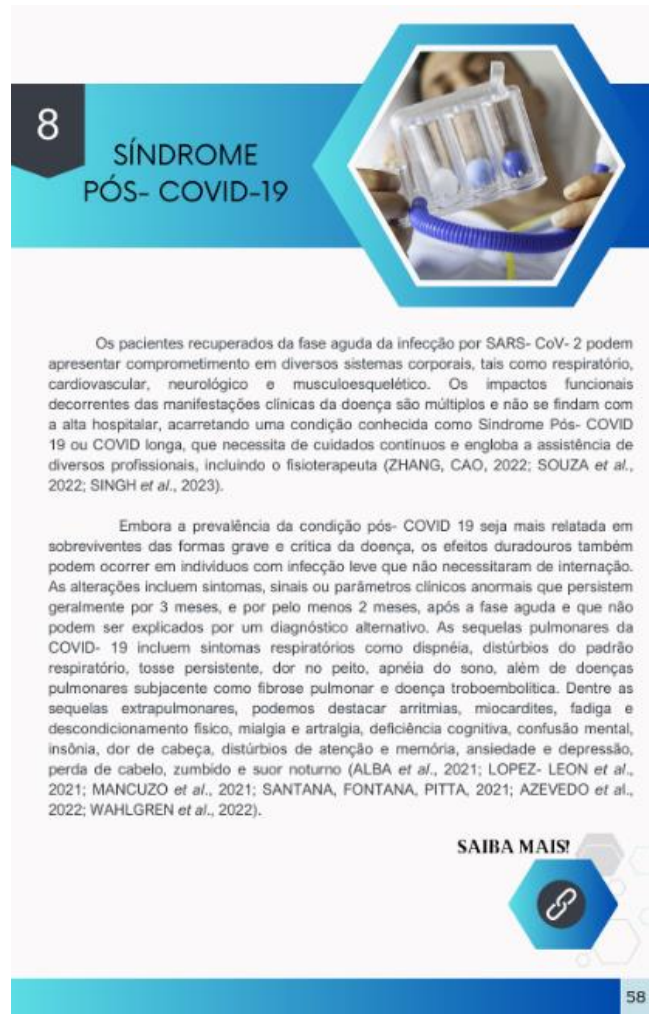 8
SÍNDROME
PÓS- COVID-19
Os pacientes recuperados da fase aguda da infecção por SARS- CoV- 2 podem
apresentar comprometimento em diversos sistemas corporais, tais como respiratório,
cardiovascular, neurológico e musculoesquelético. Os impactos funcionais
decorrentes das manifestações clínicas da doença são múltiplos e não se findam com
a alta hospitalar, acarretando uma condição conhecida como Síndrome Pós- COVID
19 ou COVID longa, que necessita de cuidados contínuos e engloba a assistência de
diversos profissionais, incluindo o fisioterapeuta (ZHANG, CAO, 2022; SOUZA et al.,
2022; SINGH et al., 2023).
Embora a prevalência da condição pós- COVID 19 seja mais relatada em
sobreviventes das formas grave e crítica da doença, os efeitos duradouros também
podem ocorrer em indivíduos com infecção leve que não necessitaram de internação.
As alterações incluem sintomas, sinais ou parâmetros clínicos anormais que persistem
geralmente por 3 meses, e por pelo menos 2 meses, após a fase aguda e que não
podem ser explicados por um diagnóstico alternativo. As sequelas pulmonares da
COVID- 19 incluem sintomas respiratórios como dispnéia, distúrbios do padrão
respiratório, tosse persistente, dor no peito, apnéia do sono, além de doenças
pulmonares subjacente como fibrose pulmonar e doença troboembolítica. Dentre as
sequelas extrapulmonares, podemos destacar arritmias, miocardites, fadiga e
descondicionamento físico, mialgia e artralgia, deficiência cognitiva, confusão mental,
insônia, dor de cabeça, distúrbios de atenção e memória, ansiedade e depressão,
perda de cabelo, zumbido e suor noturno (ALBA et al., 2021; LOPEZ- LEON et al.,
2021; MANCUZO et al., 2021; SANTANA, FONTANA, PITTA, 2021; AZEVEDO et al.,
2022; WAHLGREN et al., 2022).
SAIBA MAIS!
58